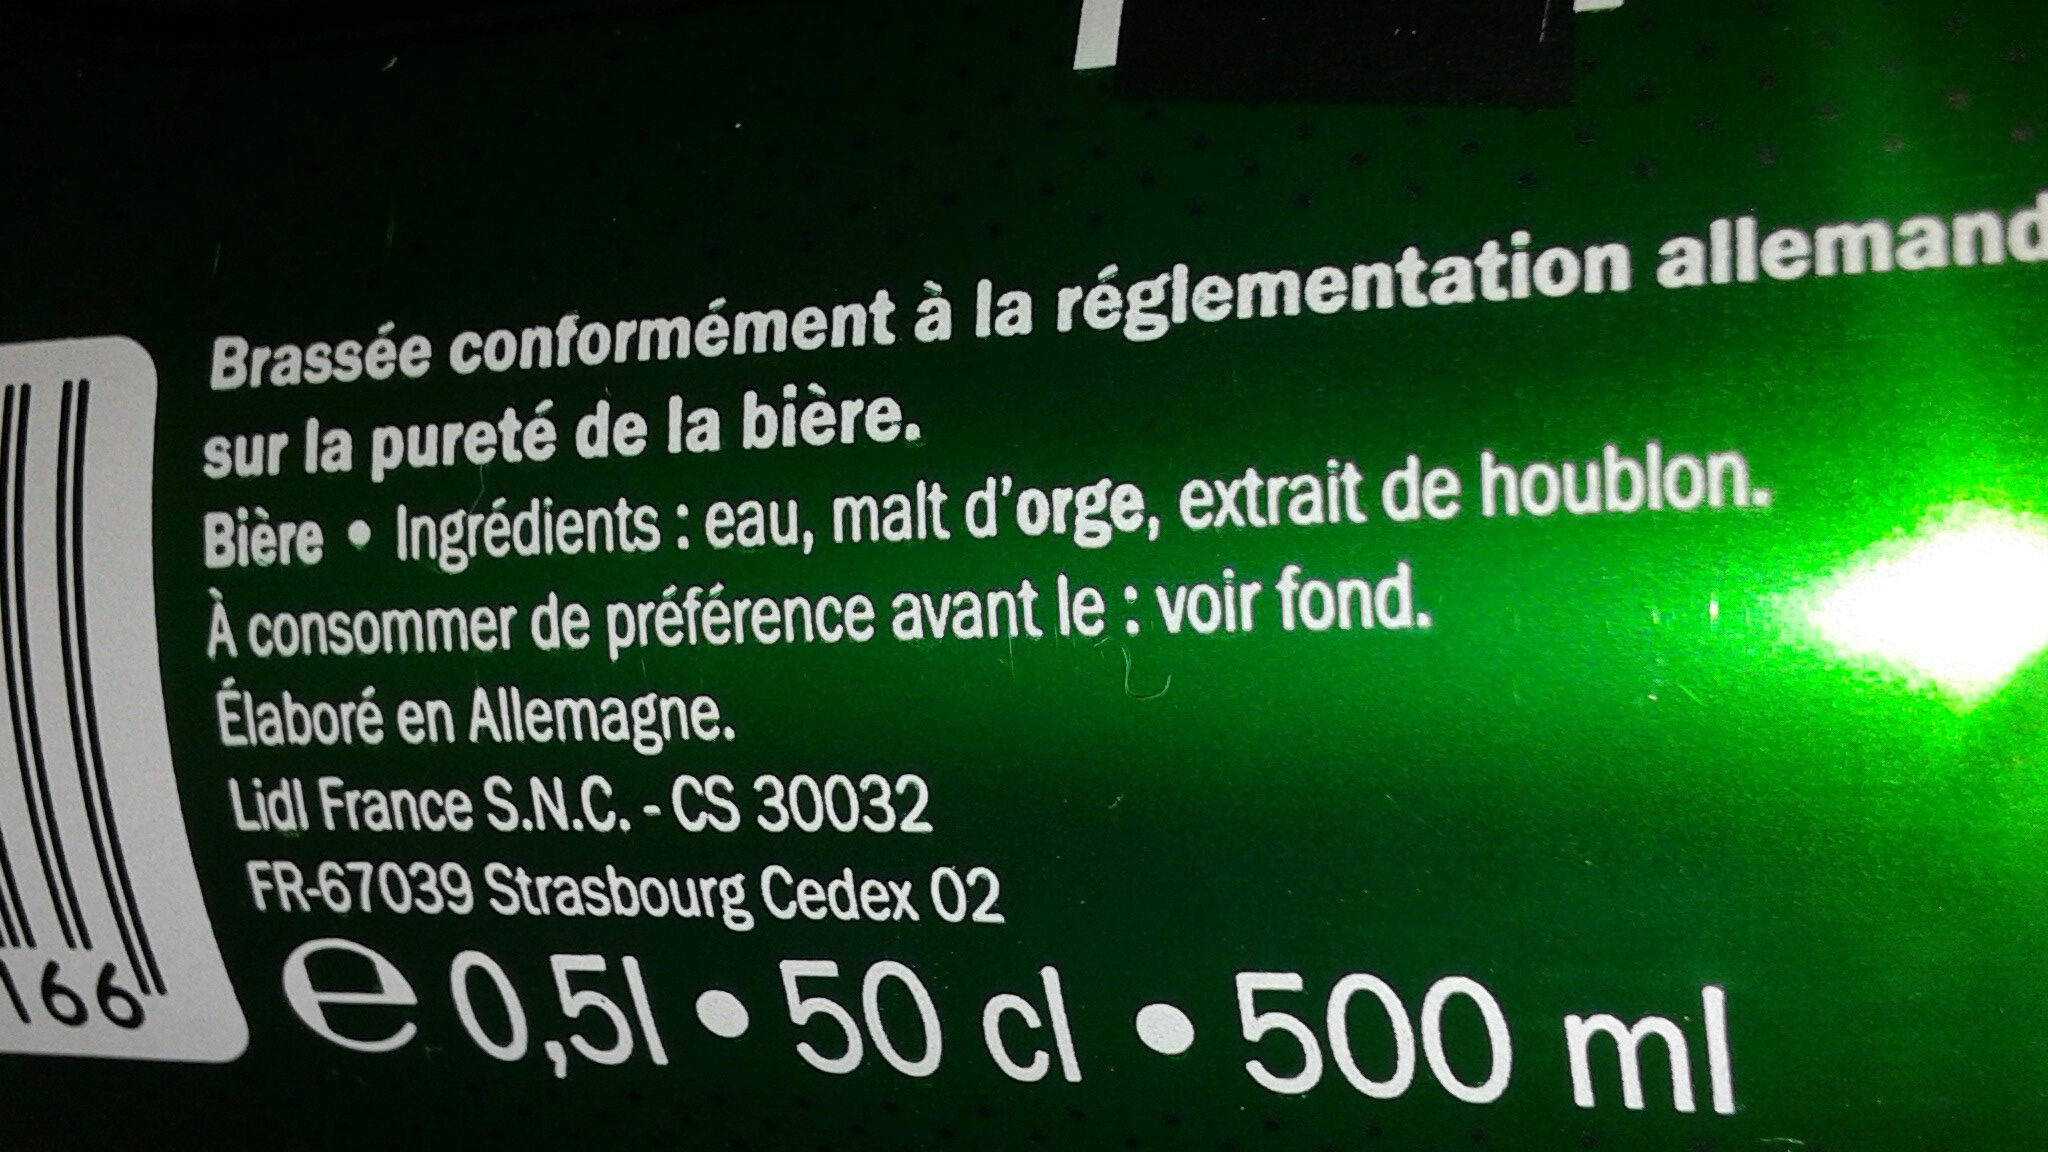 Brassée conformément à la réglementation allemand
sur la pureté de la bière.
Bière • Ingrédients : eau, malt d'orge, extrait de houblon.
À consommer de préférence avant le : voir fond.
Élaboré en Allemagne.
Lidl France S.N.C. - CS 30032
FR-67039 Strasbourg Cedex 02
℮ 0,5l • 50 cl • 500 ml
166